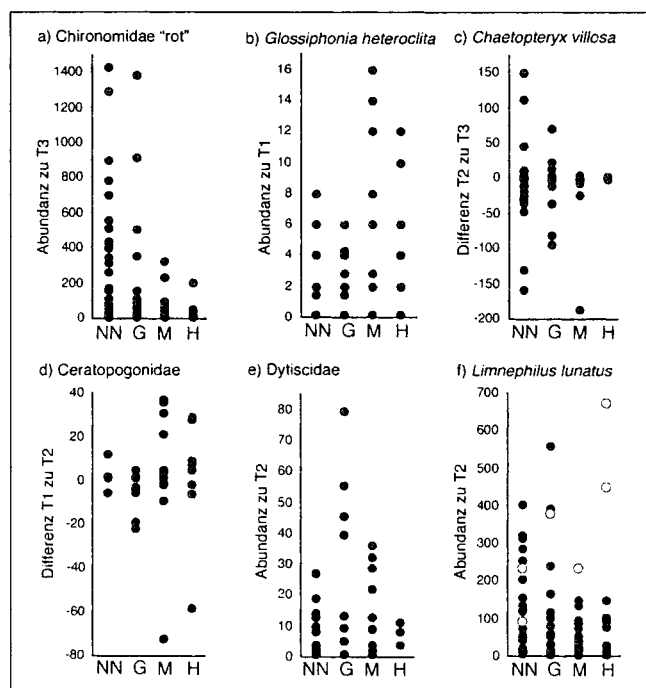 a) Chironomidae "rot"
Abundanz zu T3
1400
1200
1000
800
600
400
200
0
NN G M H
b) Glossiphonia heteroclita
Abundanz zu T1
16
14
12
10
8
6
4
2
0
NN G M H
c) Chaetopteryx villosa
Differenz T2 zu T3
150
100
50
0
-50
-100
-150
-200
NN G M H
d) Ceratopogonidae
Differenz T1 zu T2
40
20
0
-20
-40
-60
-80
NN G M H
e) Dytiscidae
Abundanz zu T2
80
70
60
50
40
30
20
10
0
NN G M H
f) Limnephilus lunatus
Abundanz zu T2
700
600
500
400
300
200
100
0
NN G M H